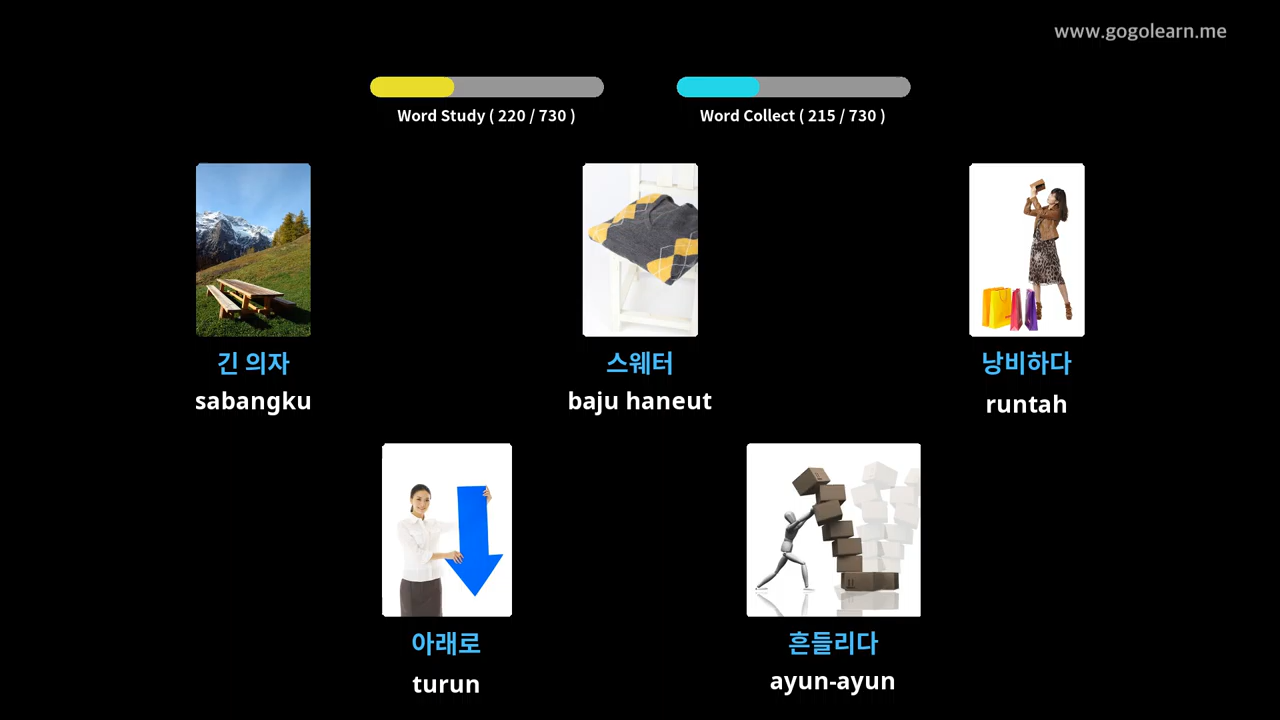 www.gogolearn.me
Word Study ( 220 / 730 )
Word Collect ( 215 / 730 )
긴 의자
sabangku
스웨터
baju haneut
낭비하다
runtah
아래로
turun
흔들리다
ayun-ayun